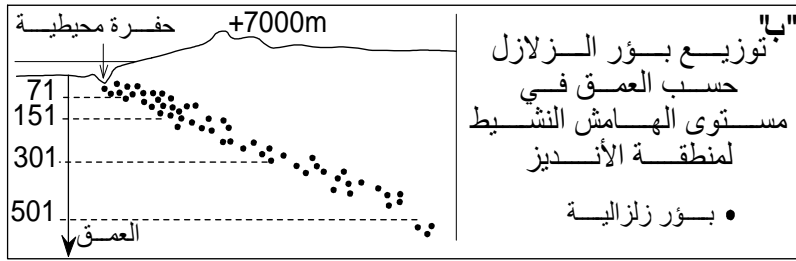 "ب"
توزيع بؤر الزلازل
حسب العمق في
مستوى الهامش النشيط
لمنطقة الأنديز
• بؤر زلزالية
حفرة محيطية
+7000m
71
151
301
501
العمق